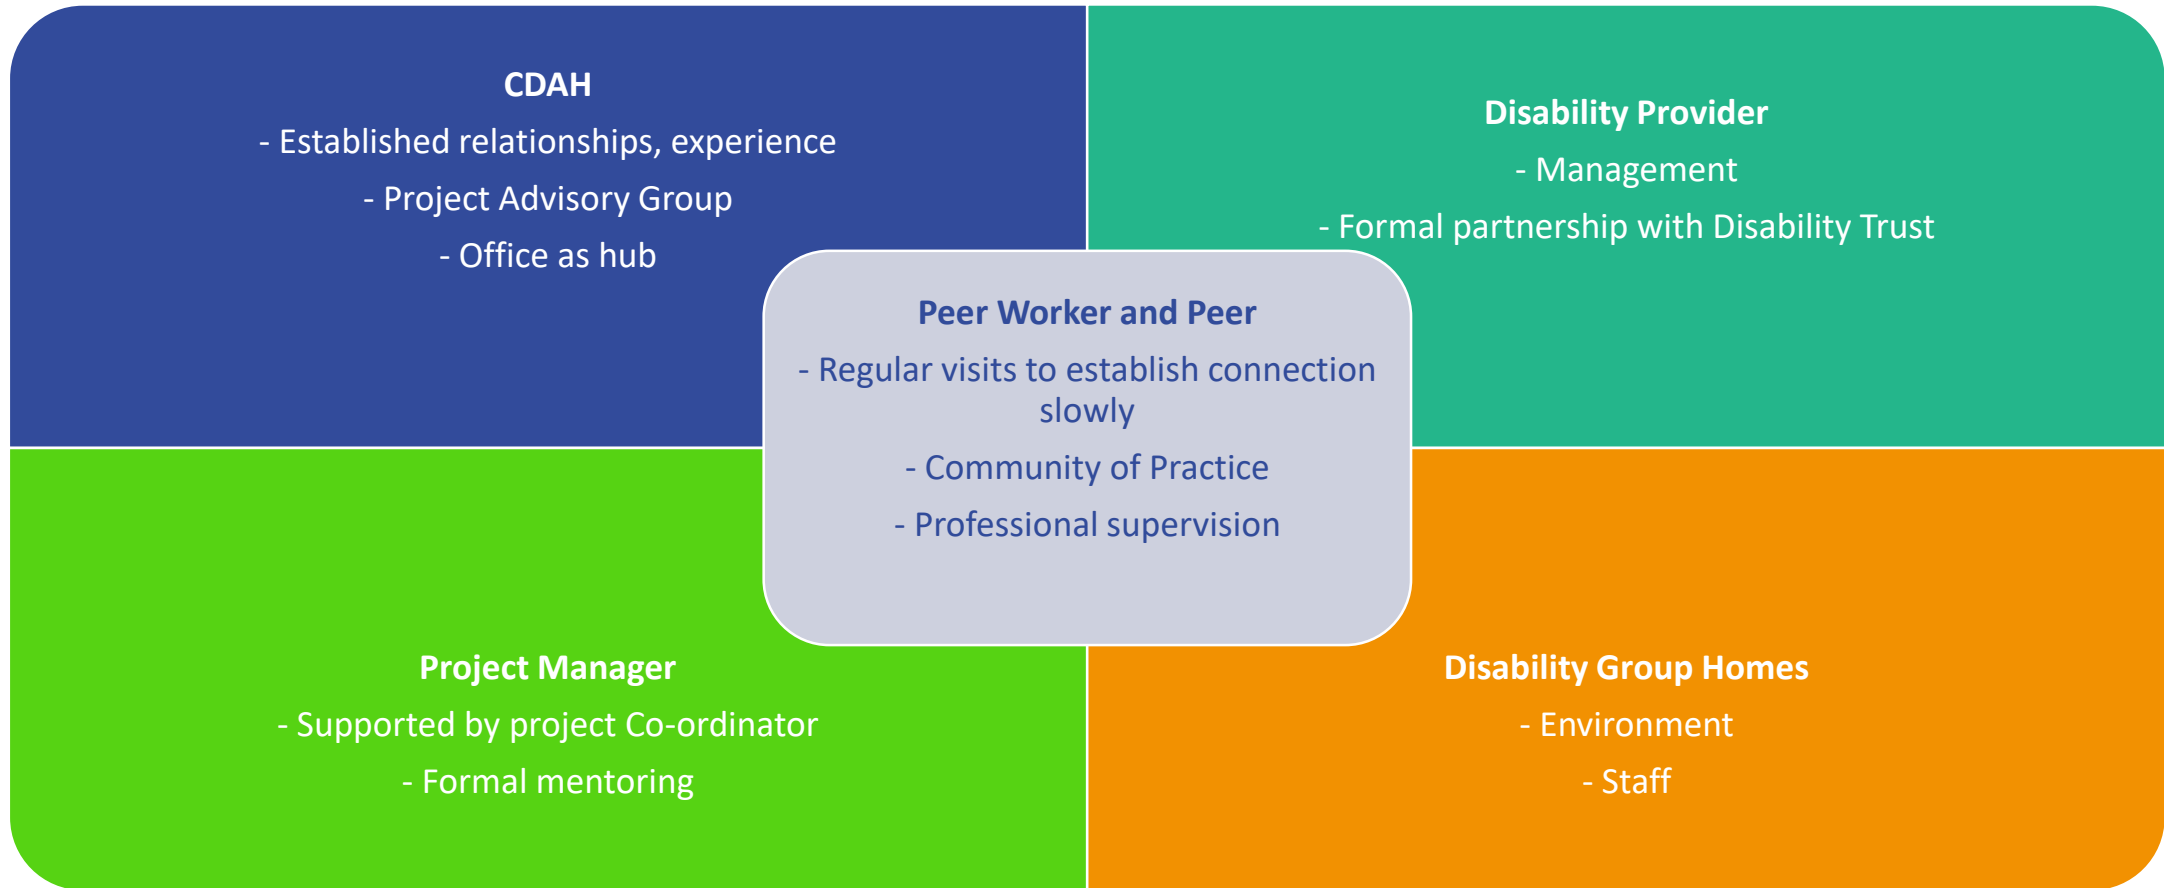 CDAH
- Established relationships, experience
- Project Advisory Group
- Office as hub
Disability Provider
- Management
- Formal partnership with Disability Trust
Peer Worker and Peer
- Regular visits to establish connection
slowly
- Community of Practice
- Professional supervision
Project Manager
- Supported by project Co-ordinator
- Formal mentoring
Disability Group Homes
- Environment
- Staff